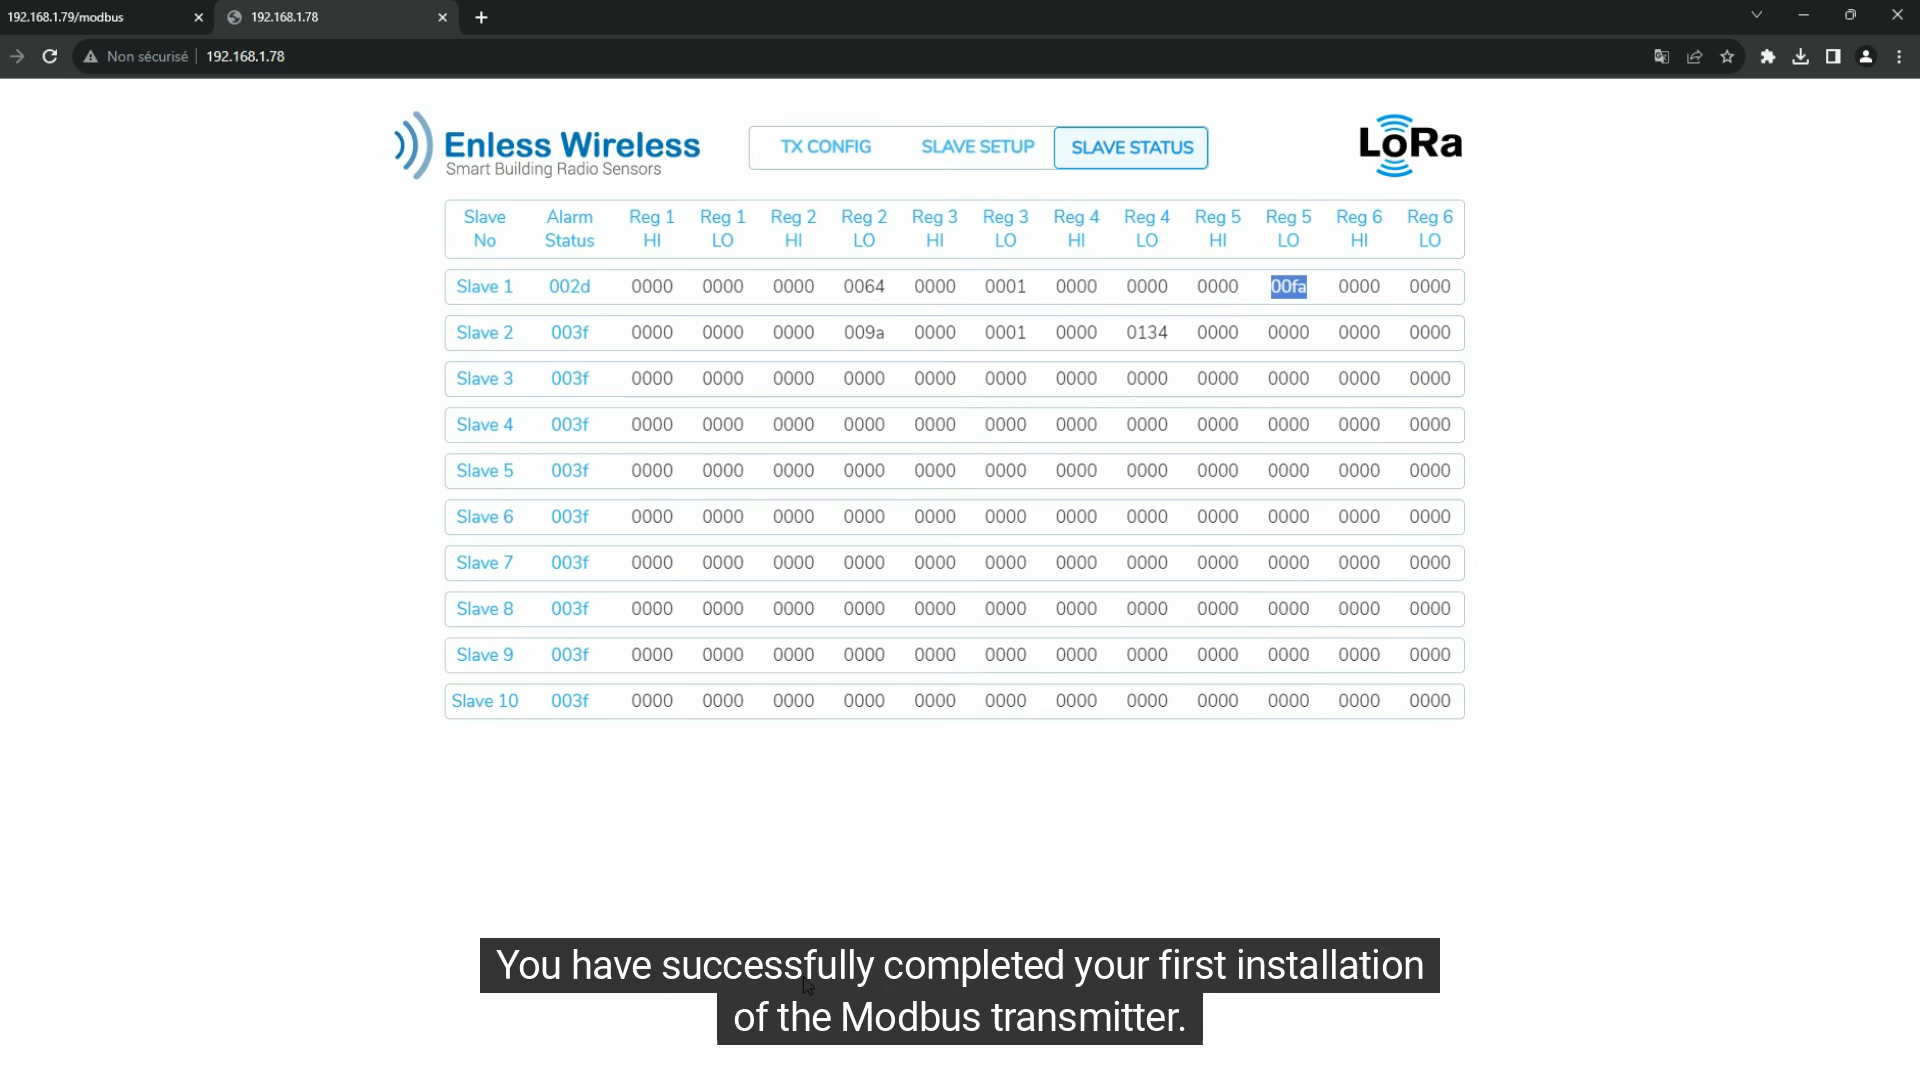 192.168.1.79/modbus
192.168.1.78
Non sécurisé 192.168.1.78
Enless Wireless
Smart Building Radio Sensors
TX CONFIG SLAVE SETUP SLAVE STATUS
LoRa
Slave No Alarm Status Reg 1 HI Reg 1 LO Reg 2 HI Reg 2 LO Reg 3 HI Reg 3 LO Reg 4 HI Reg 4 LO Reg 5 HI Reg 5 LO Reg 6 HI Reg 6 LO
Slave 1 002d 0000 0000 0000 0064 0000 0001 0000 0000 0000 00fa 0000 0000
Slave 2 003f 0000 0000 0000 009a 0000 0001 0000 0134 0000 0000 0000 0000
Slave 3 003f 0000 0000 0000 0000 0000 0000 0000 0000 0000 0000 0000 0000
Slave 4 003f 0000 0000 0000 0000 0000 0000 0000 0000 0000 0000 0000 0000
Slave 5 003f 0000 0000 0000 0000 0000 0000 0000 0000 0000 0000 0000 0000
Slave 6 003f 0000 0000 0000 0000 0000 0000 0000 0000 0000 0000 0000 0000
Slave 7 003f 0000 0000 0000 0000 0000 0000 0000 0000 0000 0000 0000 0000
Slave 8 003f 0000 0000 0000 0000 0000 0000 0000 0000 0000 0000 0000 0000
Slave 9 003f 0000 0000 0000 0000 0000 0000 0000 0000 0000 0000 0000 0000
Slave 10 003f 0000 0000 0000 0000 0000 0000 0000 0000 0000 0000 0000 0000
You have successfully completed your first installation
of the Modbus transmitter.